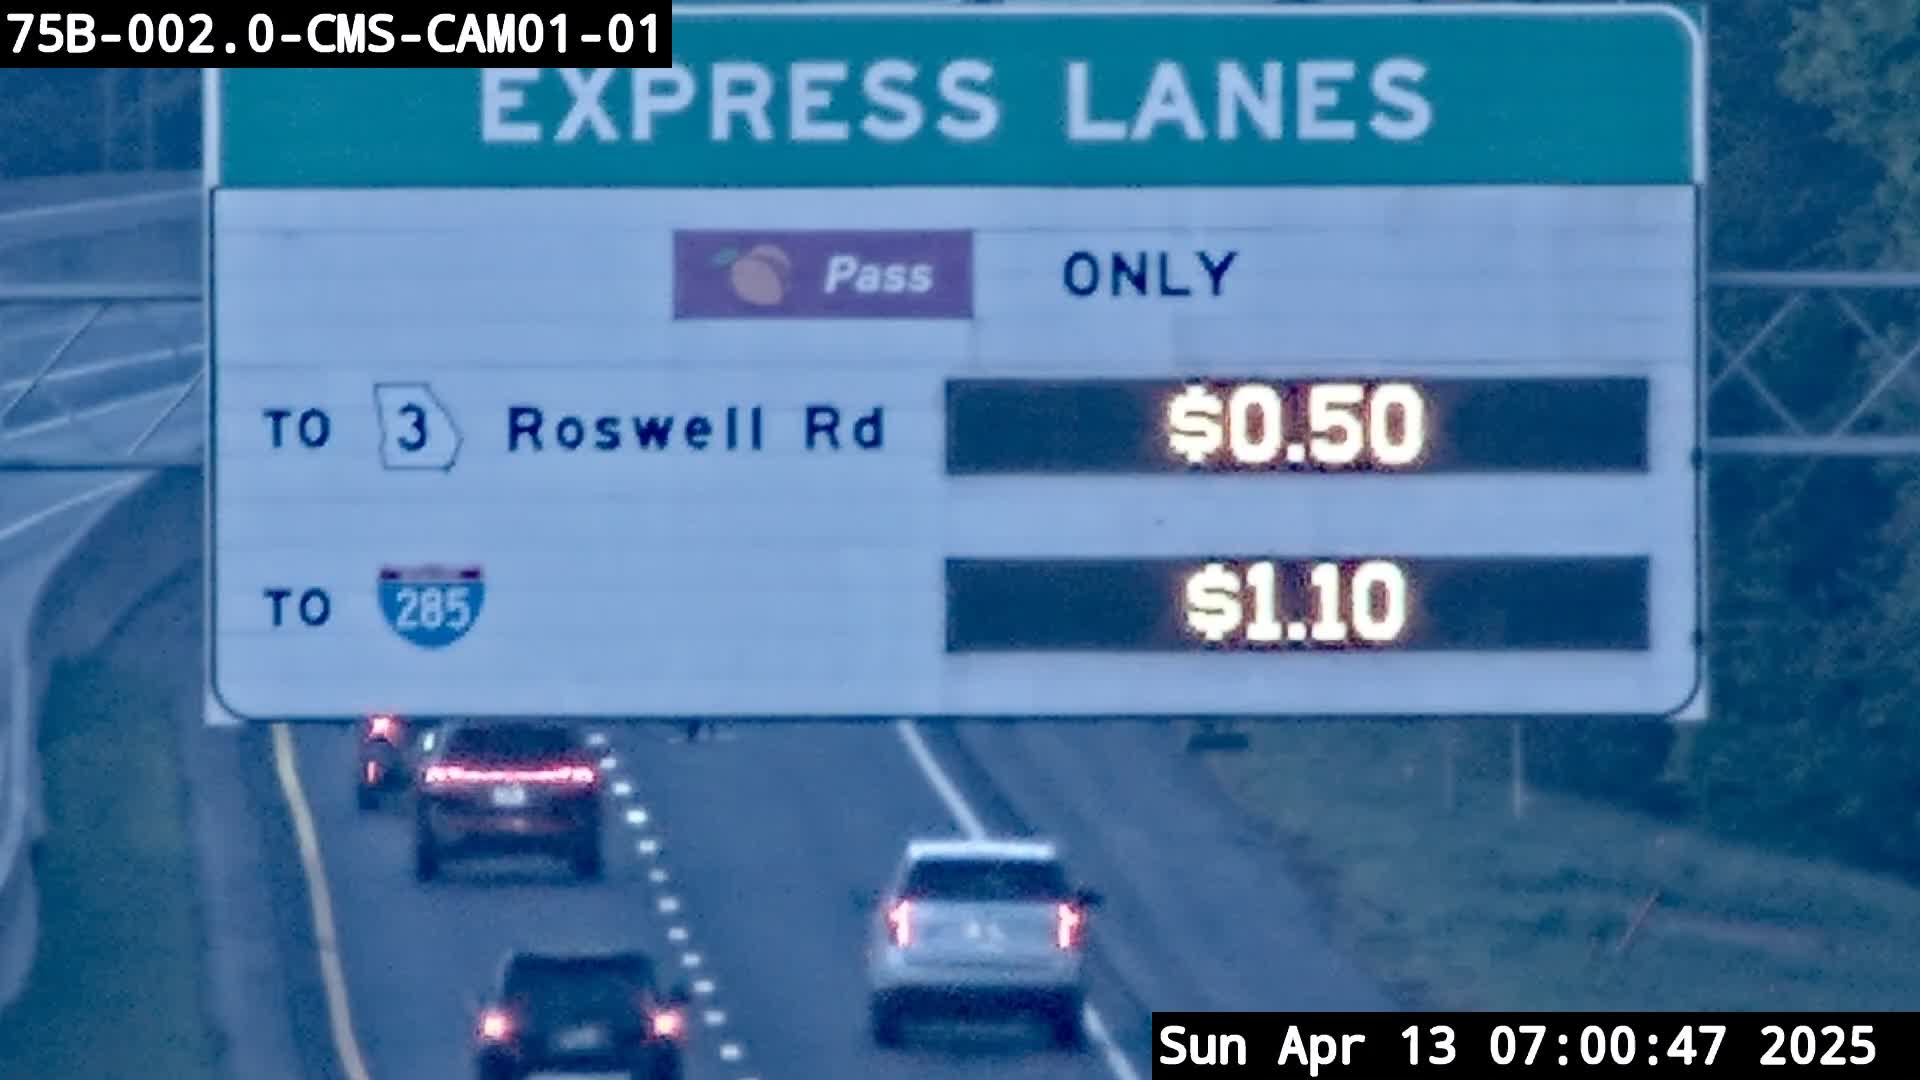 75B-002.0-CMS-CAM01-01
EXPRESS LANES
Pass ONLY
TO 3 Roswell Rd $0.50
TO 285 $1.10
Sun Apr 13 07:00:47 2025